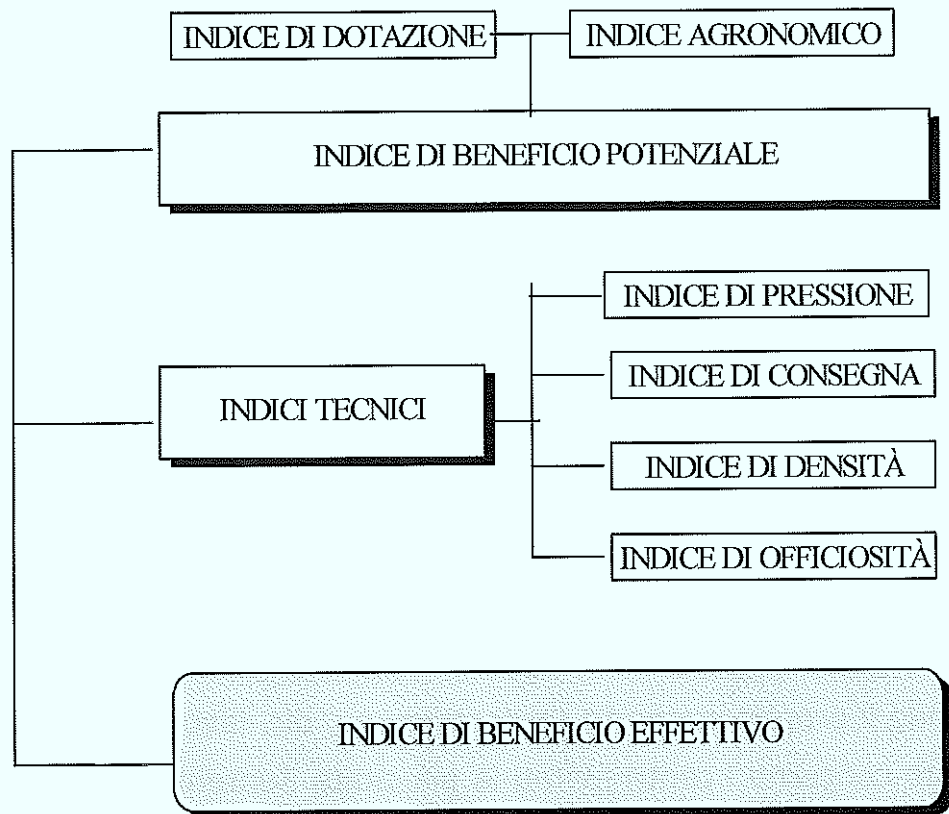 INDICE DI DOTAZIONE
INDICE AGRONOMICO
INDICE DI BENEFICIO POTENZIALE
INDICE DI PRESSIONE
INDICE DI CONSEGNA
INDICI TECNICI
INDICE DI DENSITÀ
INDICE DI OFFICIOSITÀ
INDICE DI BENEFICIO EFFETTIVO